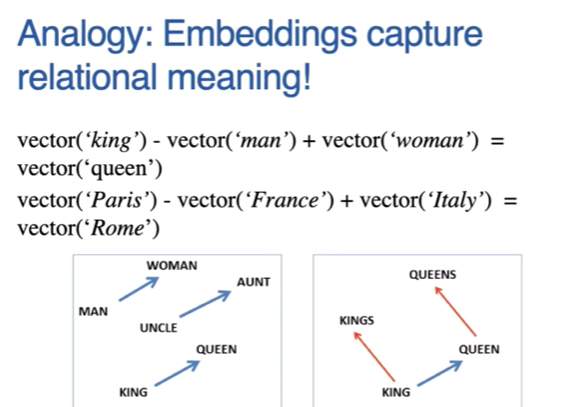 Analogy: Embeddings capture
relational meaning!
vector(‘king’) - vector(‘man’) + vector(‘woman’) =
vector(‘queen’)
vector(‘Paris’) - vector(‘France’) + vector(‘Italy’) =
vector(‘Rome’)
WOMAN
AUNT
MAN
UNCLE
QUEEN
KING
QUEENS
KINGS
QUEEN
KING